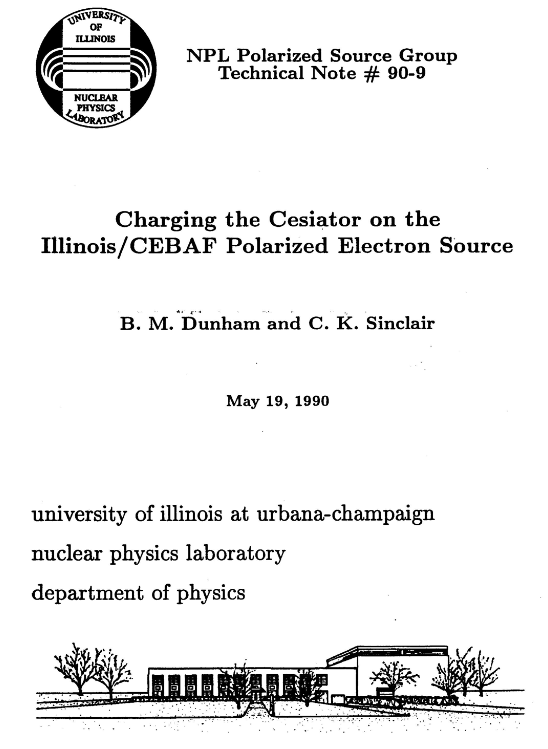 UNIVERSITY
OF
ILLINOIS
NUCLEAR
PHYSICS
LABORATORY
NPL Polarized Source Group
Technical Note # 90-9
Charging the Cesiator on the
Illinois/CEBAF Polarized Electron Source
B. M. Dunham and C. K. Sinclair
May 19, 1990
university of illinois at urbana-champaign
nuclear physics laboratory
department of physics